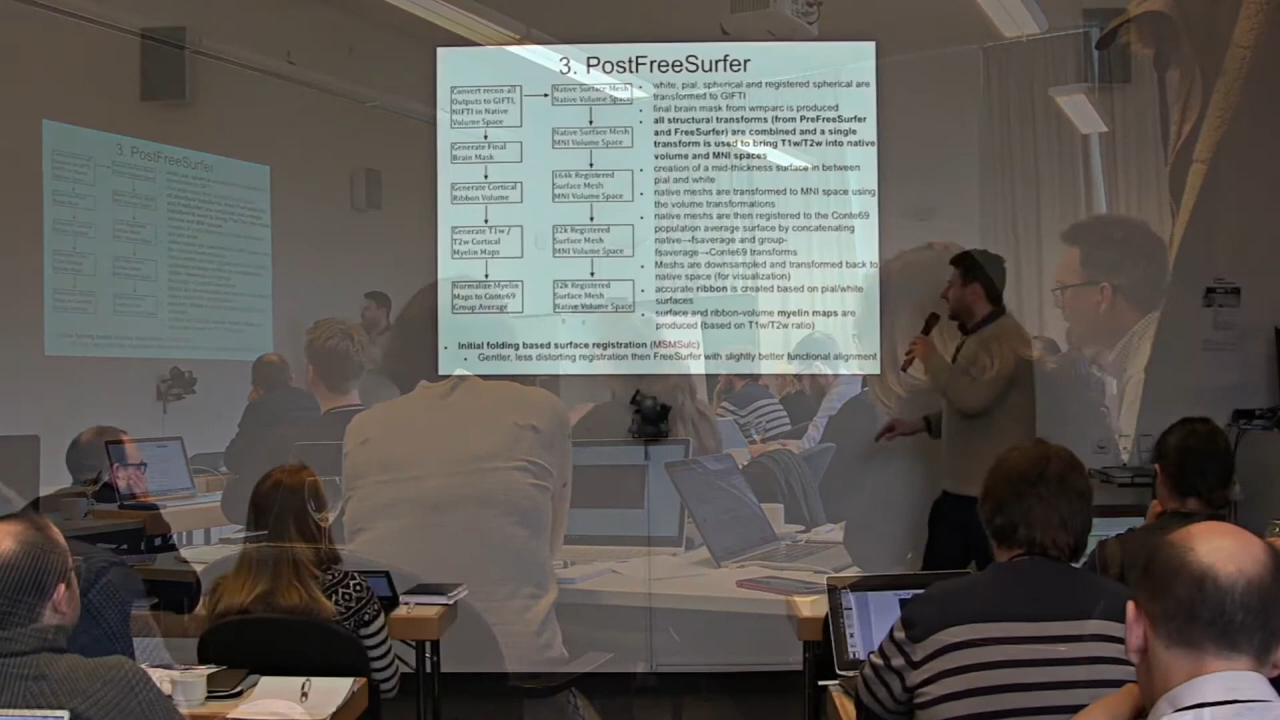 3. PostFreeSurfer
Convert recon-all
Outputs to GIFTI,
NIFTI in Native
Volume Space
Generate Final
Brain Mask
Generate Cortical
Ribbon Volume
Generate T1w /
T2w Cortical
Myelin Maps
Normalize Myelin
Maps to Conte69
Group Average
Native Surface Mesh
Native Volume Space
Native Surface Mesh
MNI Volume Space
164k Registered
Surface Mesh
MNI Volume Space
32k Registered
Surface Mesh
MNI Volume Space
32k Registered
Surface Mesh
Native Volume Space
• white, pial, spherical and registered spherical are
transformed to GIFTI
• final brain mask from wmparc is produced
• all structural transforms (from PreFreeSurfer
and FreeSurfer) are combined and a single
transform is used to bring T1w/T2w into native
volume and MNI spaces
• creation of a mid-thickness surface in between
pial and white
• native meshs are transformed to MNI space using
the volume transformations
• native meshs are then registered to the Conte69
population average surface by concatenating
native→fsaverage and group-
fsaverage→Conte69 transforms
• Meshs are downsampled and transformed back to
native space (for visualization)
• accurate ribbon is created based on pial/white
surfaces
• surface and ribbon-volume myelin maps are
produced (based on T1w/T2w ratio)
• Initial folding based surface registration (MSMSulc)
• Gentler, less distorting registration then FreeSurfer with slightly better functional alignment
3. PostFreeSurfer